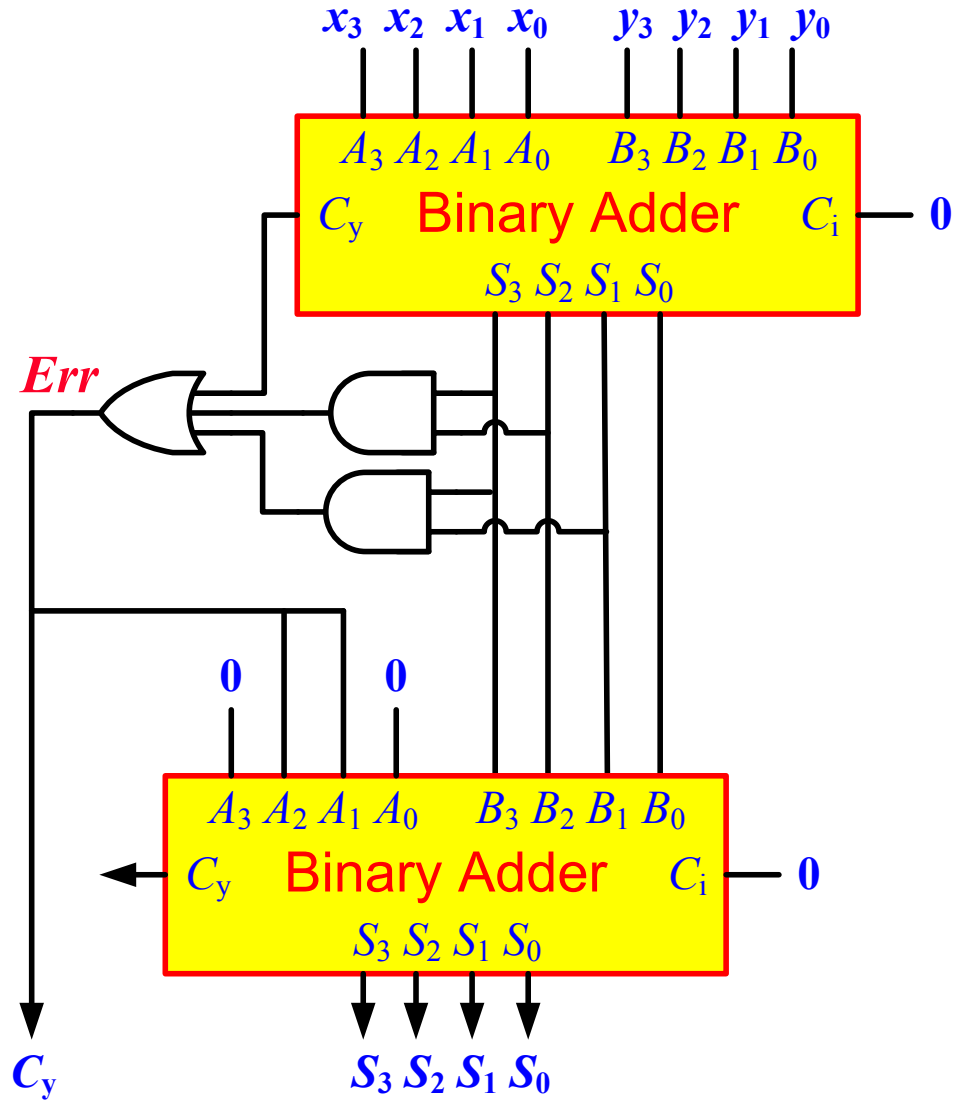 x3 x2 x1 x0 y3 y2 y1 y0
A3 A2 A1 A0 B3 B2 B1 B0
Cy Binary Adder Ci 0
S3 S2 S1 S0
Err
0 0
A3 A2 A1 A0 B3 B2 B1 B0
Cy Binary Adder Ci 0
S3 S2 S1 S0
Cy S3 S2 S1 S0